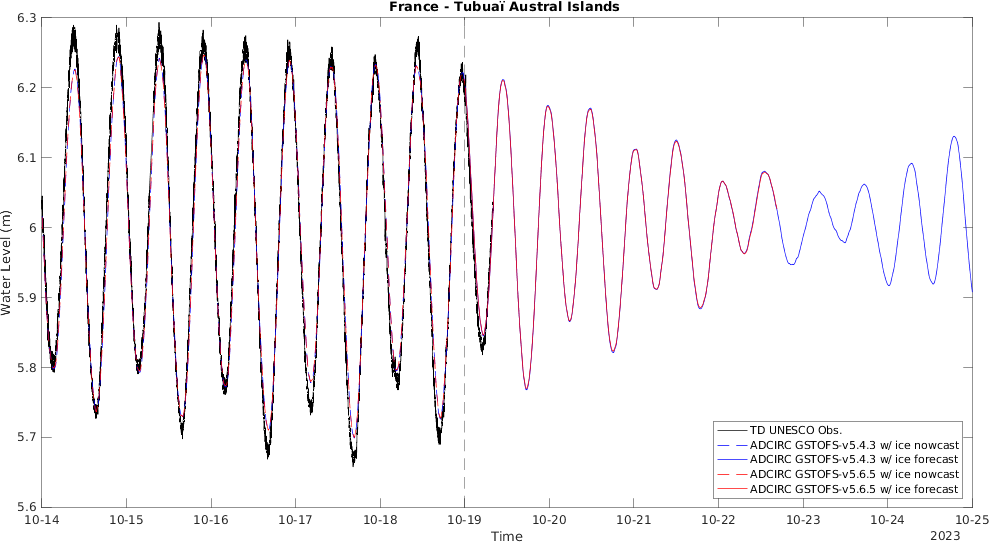 France - Tubuaï Austral Islands
6.3
6.2
6.1
6
5.9
5.8
5.7
5.6
Water Level (m)
10-14 10-15 10-16 10-17 10-18 10-19 10-20 10-21 10-22 10-23 10-24 10-25
Time
2023
TD UNESCO Obs.
ADCIRC GSTOFS-v5.4.3 w/ ice nowcast
ADCIRC GSTOFS-v5.4.3 w/ ice forecast
ADCIRC GSTOFS-v5.6.5 w/ ice nowcast
ADCIRC GSTOFS-v5.6.5 w/ ice forecast